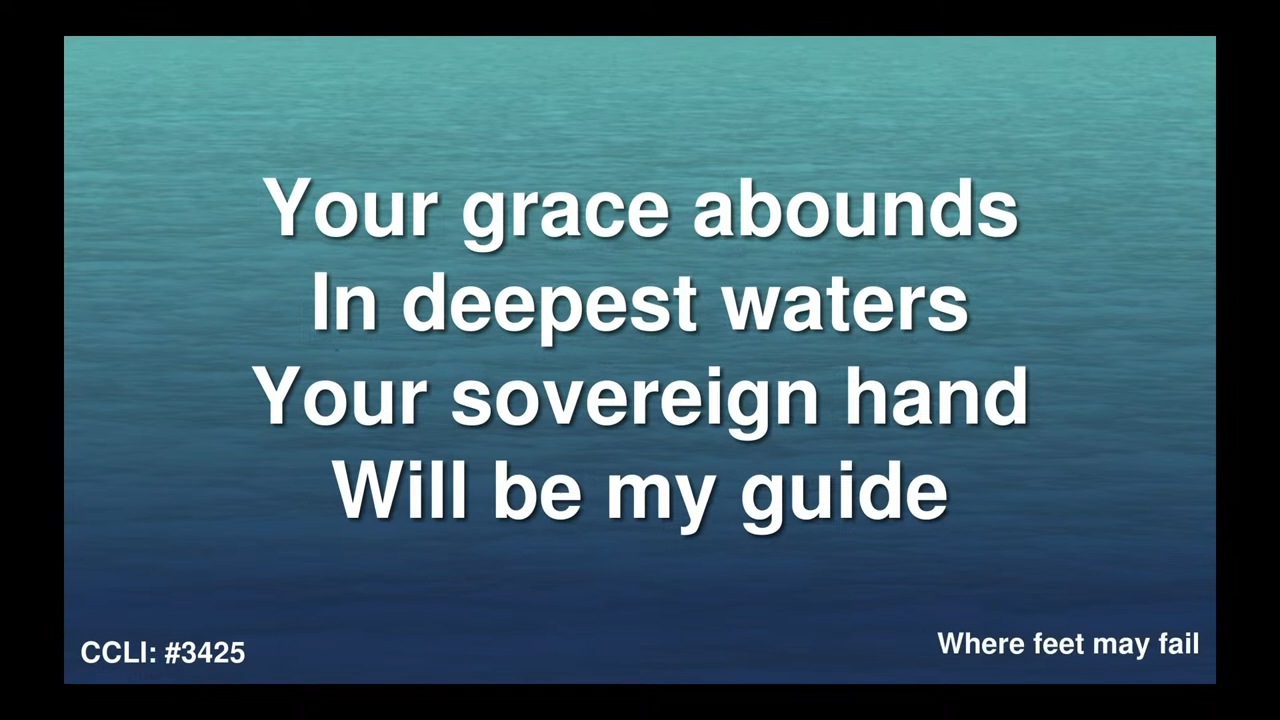 Your grace abounds
In deepest waters
Your sovereign hand
Will be my guide
CCLI: #3425
Where feet may fail